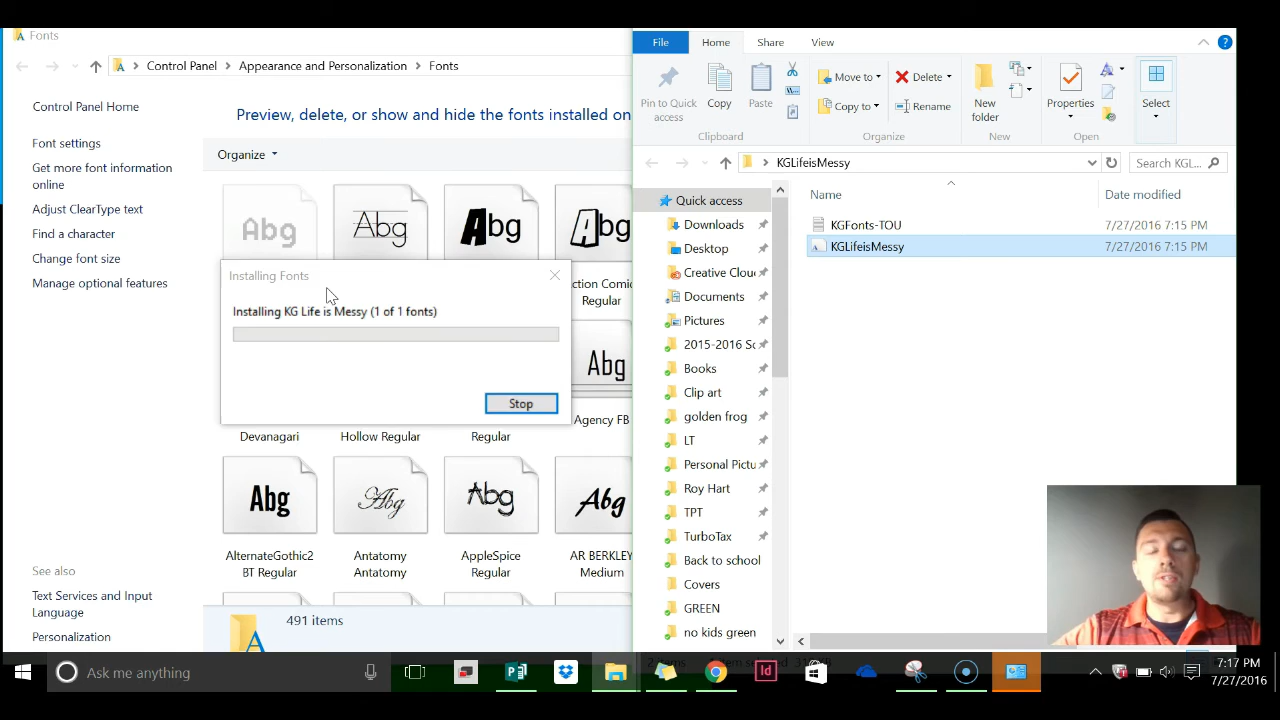 Fonts
Control Panel > Appearance and Personalization > Fonts
Control Panel Home
Font settings
Get more font information
online
Adjust ClearType text
Find a character
Change font size
Manage optional features
See also
Text Services and Input
Language
Personalization
Preview, delete, or show and hide the fonts installed on
Organize
Abg
Abg
Abg
Abg
ction Comic
Regular
Installing Fonts
Installing KG Life is Messy (1 of 1 fonts)
Stop
Abg
Devanagari
Hollow Regular
Regular
Agency FB
Abg
Abg
Abg
Abg
AlternateGothic2
BT Regular
Antatomy
Antatomy
AppleSpice
Regular
AR BERKLEY
Medium
491 items
File
Home
Share
View
Pin to Quick
access
Copy
Paste
Clipboard
Move to
Copy to
Delete
Rename
Organize
New
folder
New
Properties
Open
Select
KGLifeisMessy
Search KGL...
Quick access
Downloads
Desktop
Creative Clou
Documents
Pictures
2015-2016 Sc
Books
Clip art
golden frog
LT
Personal Pictu
Roy Hart
TPT
TurboTax
Back to school
Covers
GREEN
no kids green
Name
Date modified
KGFonts-TOU
7/27/2016 7:15 PM
KGLifeisMessy
7/27/2016 7:15 PM
Ask me anything
7:17 PM
7/27/2016